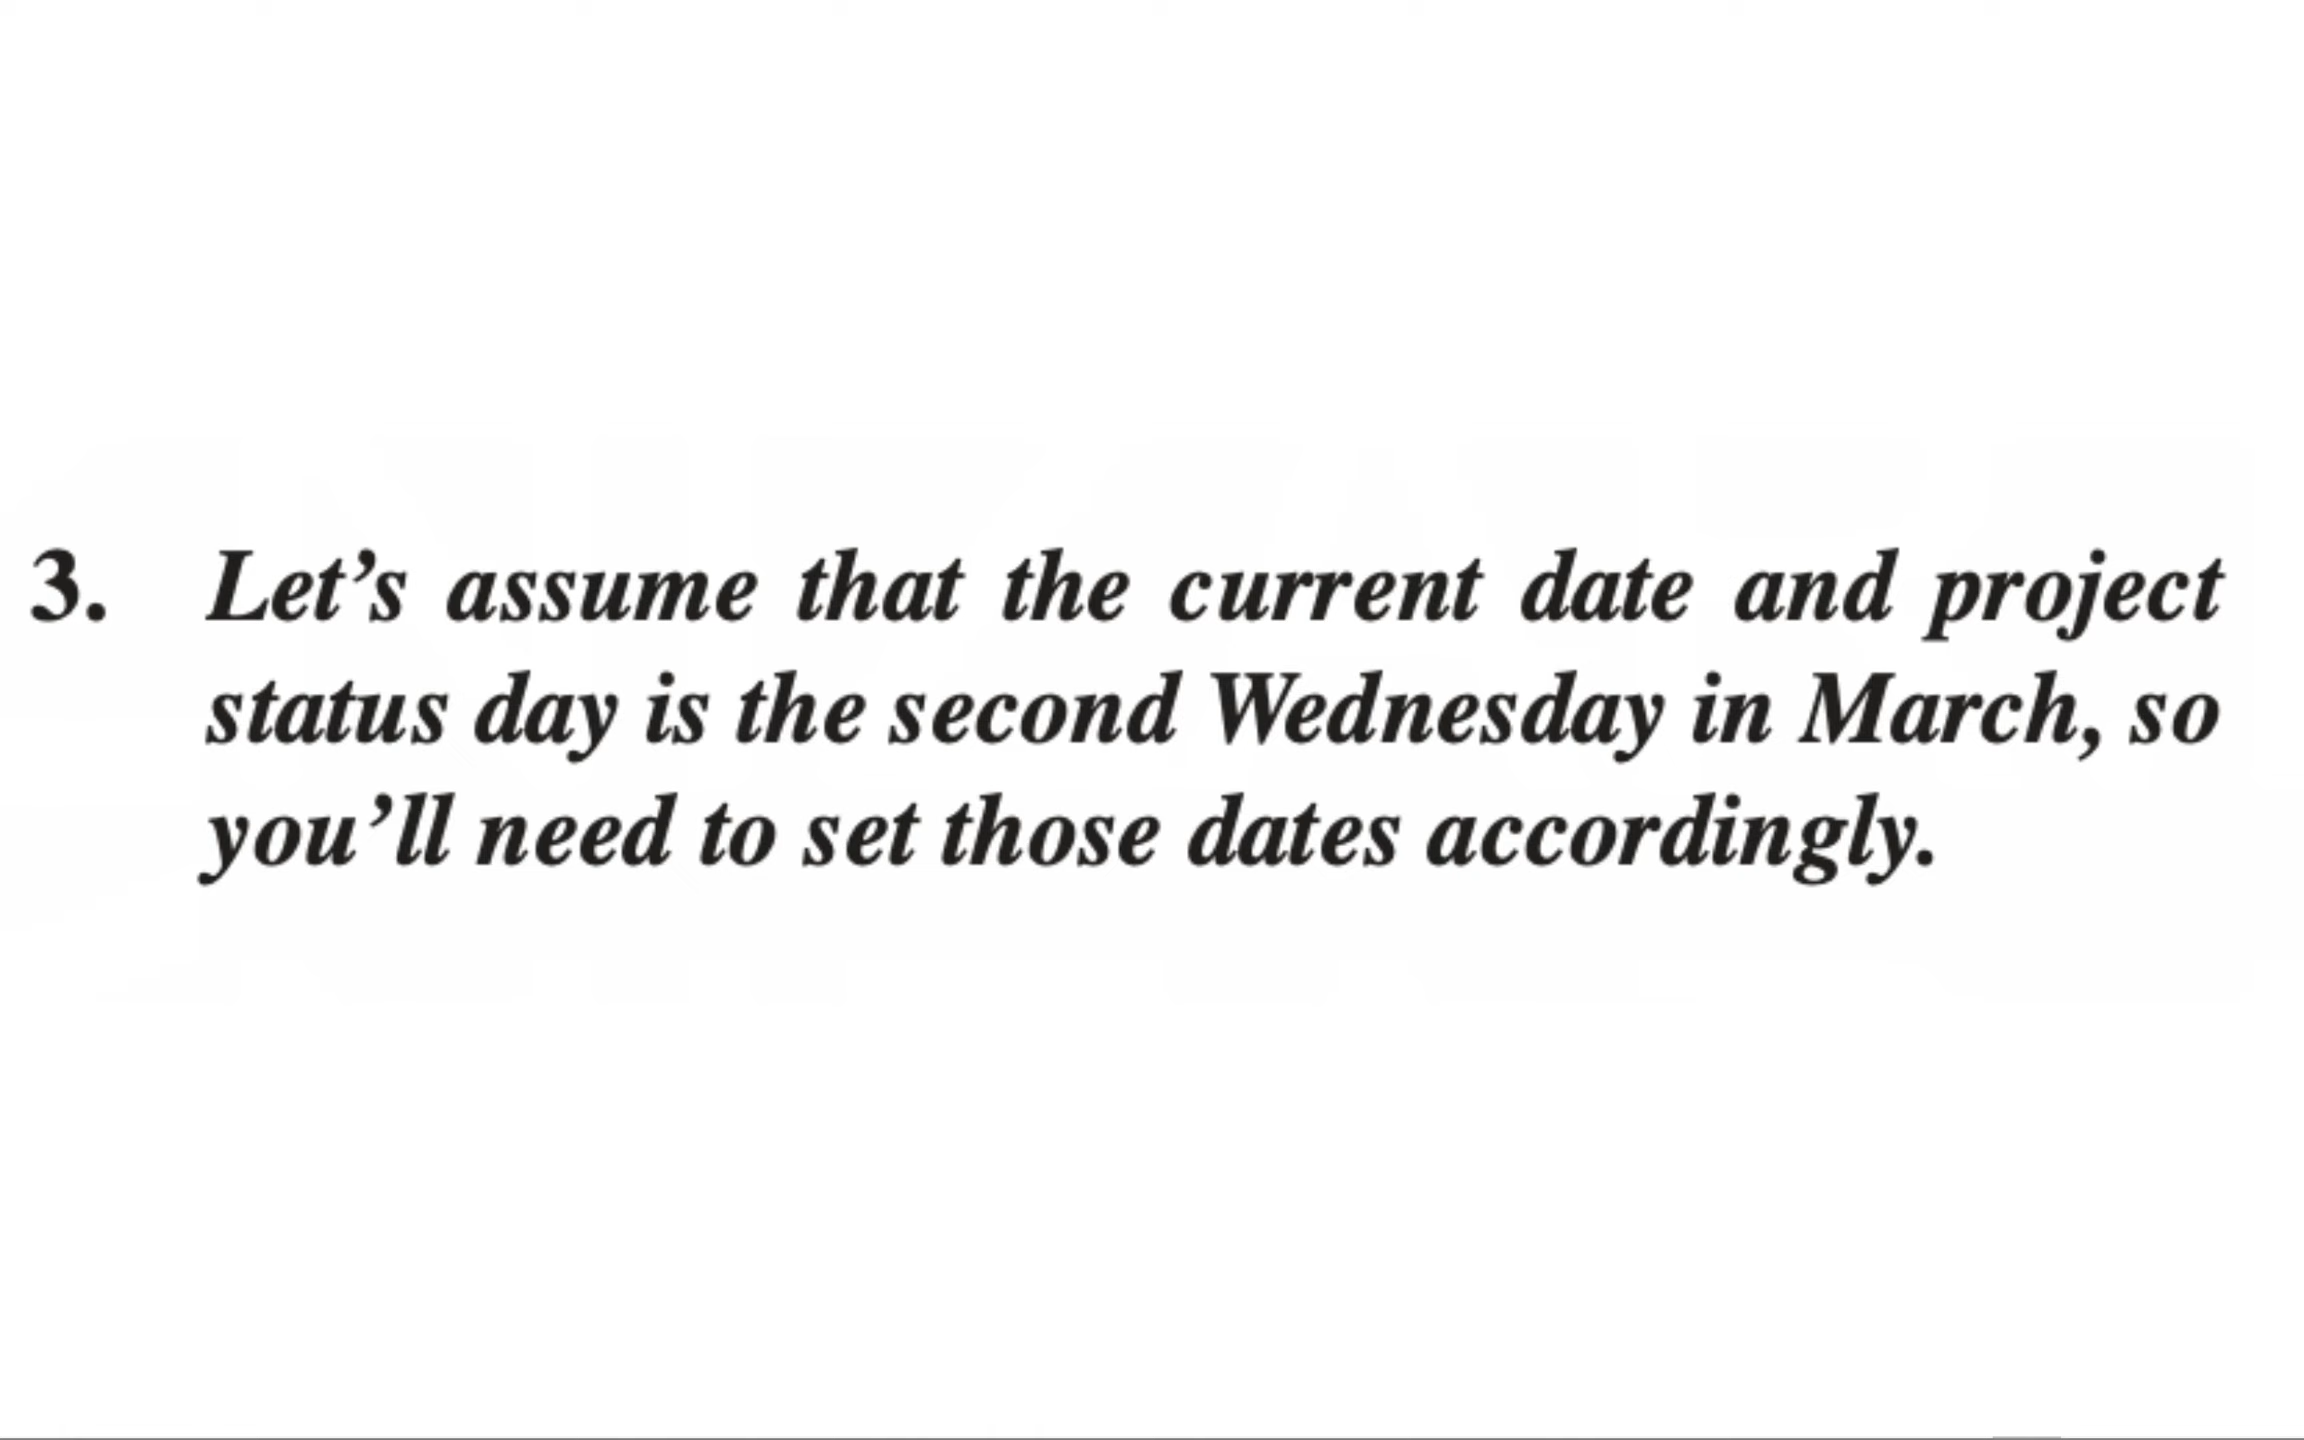 3. Let’s assume that the current date and project
status day is the second Wednesday in March, so
you’ll need to set those dates accordingly.